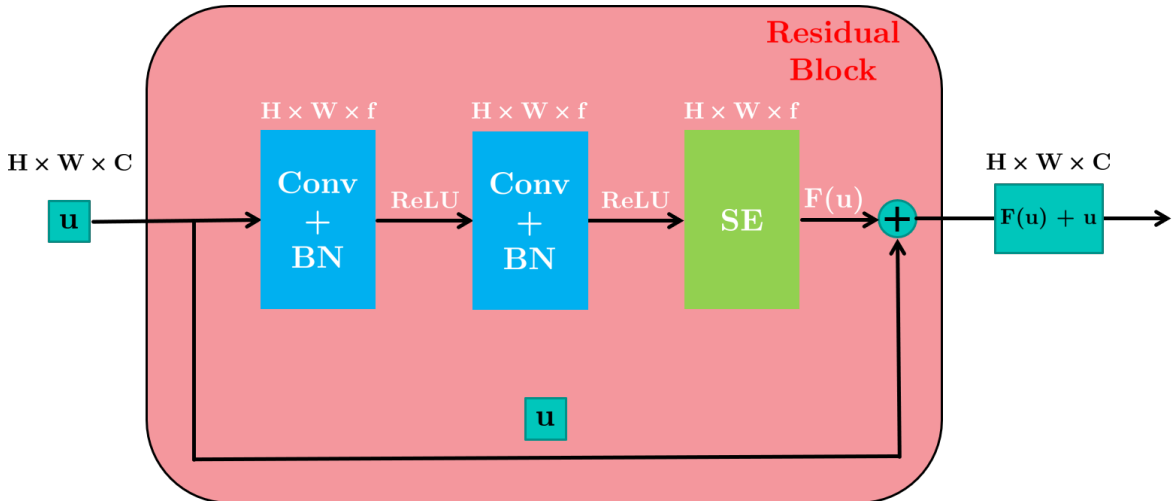 Residual
Block
H × W × f
H × W × f
H × W × f
H × W × C
H × W × C
u
Conv
+
BN
ReLU
Conv
+
BN
ReLU
SE
F(u)
+
F(u) + u
u